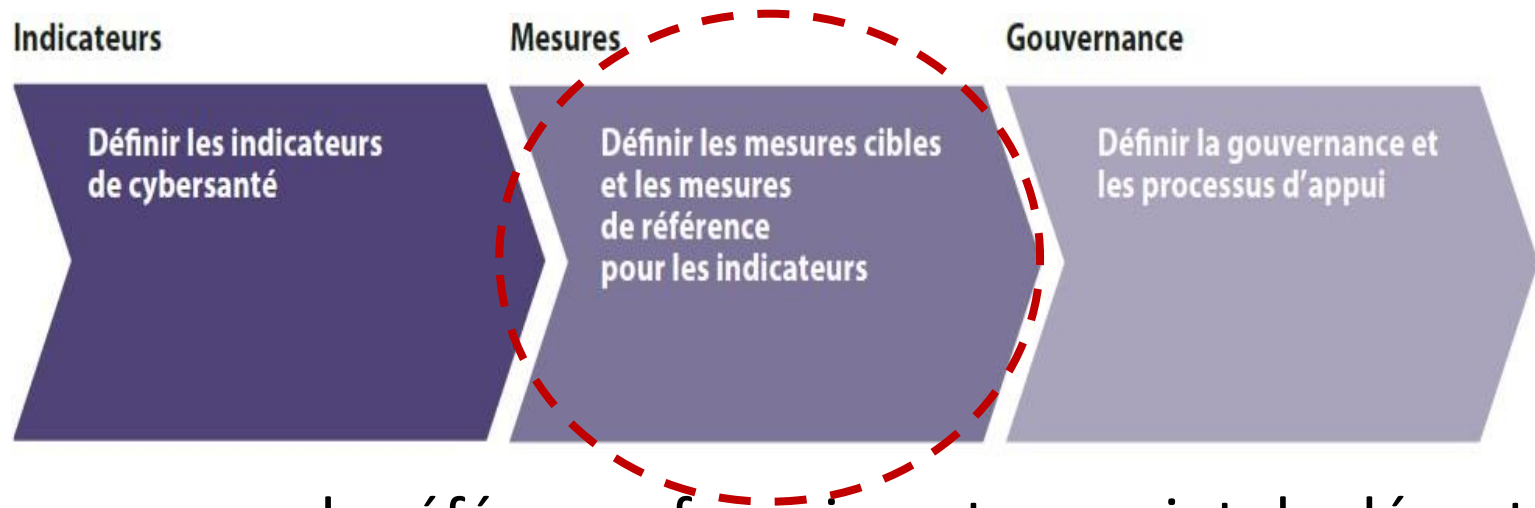 Indicateurs
Mesures
Gouvernance
Définir les indicateurs
de cybersanté
Définir les mesures cibles
et les mesures
de référence
pour les indicateurs
Définir la gouvernance et
les processus d’appui